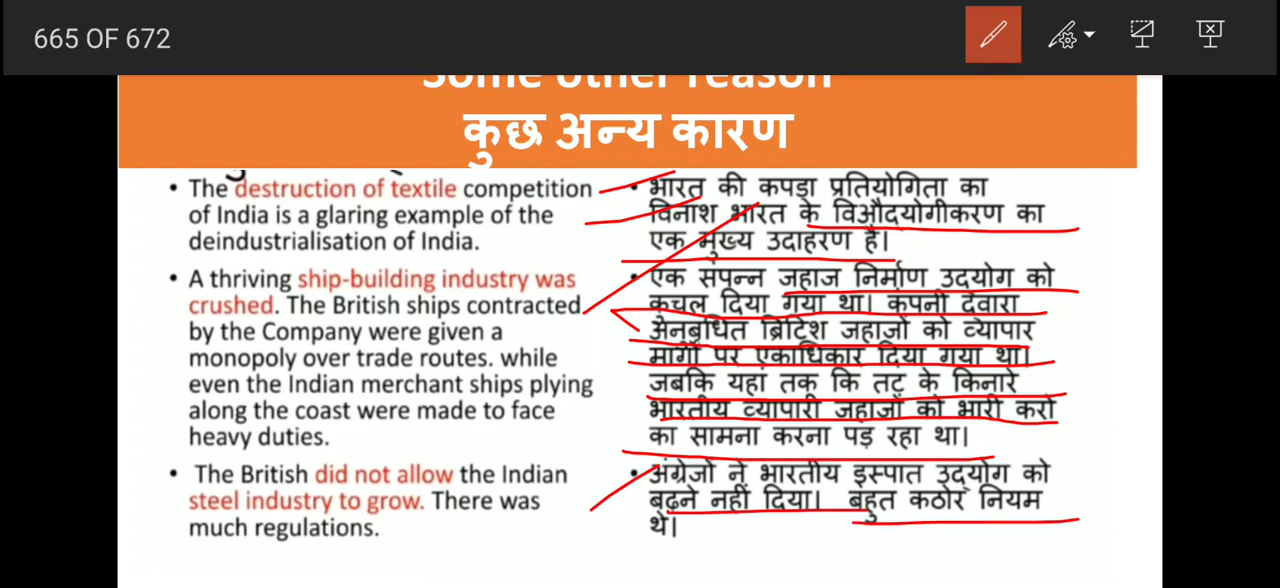 665 OF 672
Some other reason
कुछ अन्य कारण
• The destruction of textile competition
of India is a glaring example of the
deindustrialisation of India.
• A thriving ship-building industry was
crushed. The British ships contracted
by the Company were given a
monopoly over trade routes. while
even the Indian merchant ships plying
along the coast were made to face
heavy duties.
• The British did not allow the Indian
steel industry to grow. There was
much regulations.
• भारत की कपड़ा प्रतियोगिता का
विनाश भारत के विऔदयोगीकरण का
एक मुख्य उदाहरण है।
• एक संपन्न जहाज निर्माण उदयोग को
कुचल दिया गया था। कंपनी देवारा
अनुबंधित ब्रिटिश जहाजों को व्यापार
मार्गों पर एकाधिकार दिया गया था।
जबकि यहां तक कि तट के किनारे
भारतीय व्यापारी जहाजों को भारी करों
का सामना करना पड़ रहा था।
• अंग्रेजो ने भारतीय इस्पात उद्योग को
बढ़ने नहीं दिया। बहुत कठोर नियम
थे।